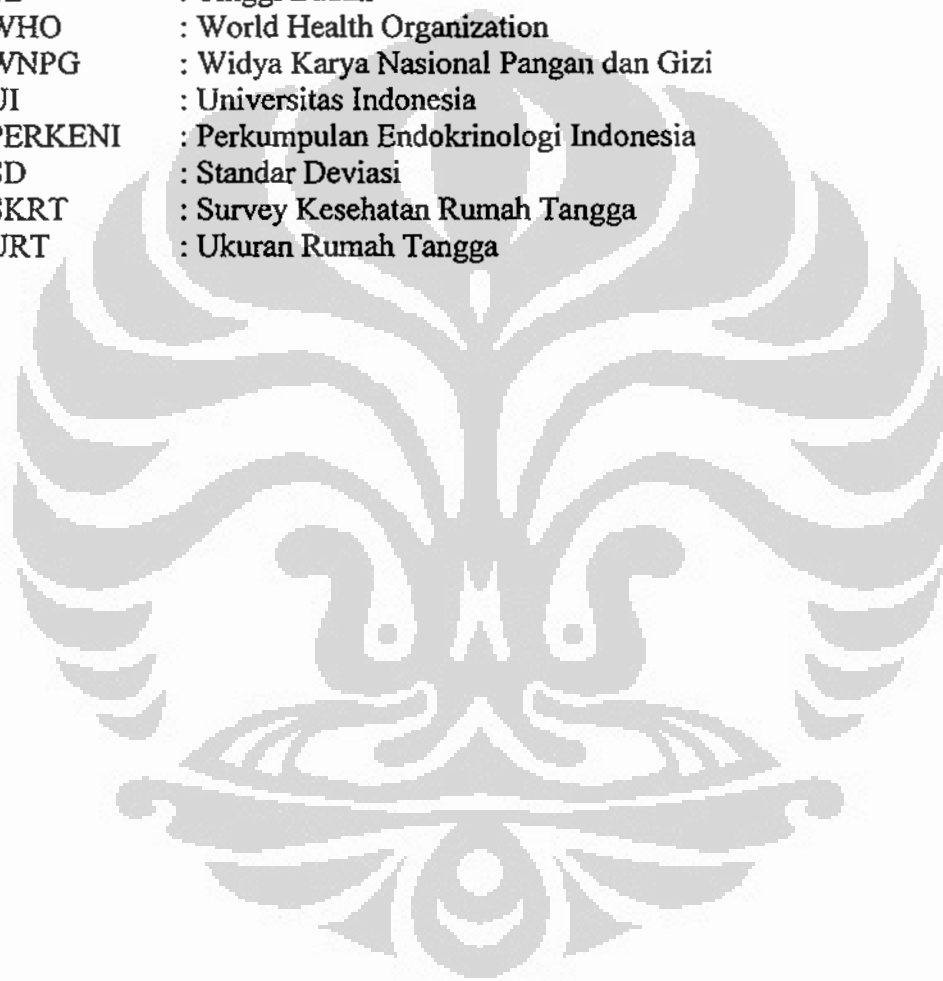 WHO : World Health Organization
WNPG : Widya Karya Nasional Pangan dan Gizi
UI : Universitas Indonesia
PERKENI : Perkumpulan Endokrinologi Indonesia
SD : Standar Deviasi
SKRT : Survey Kesehatan Rumah Tangga
URT : Ukuran Rumah Tangga